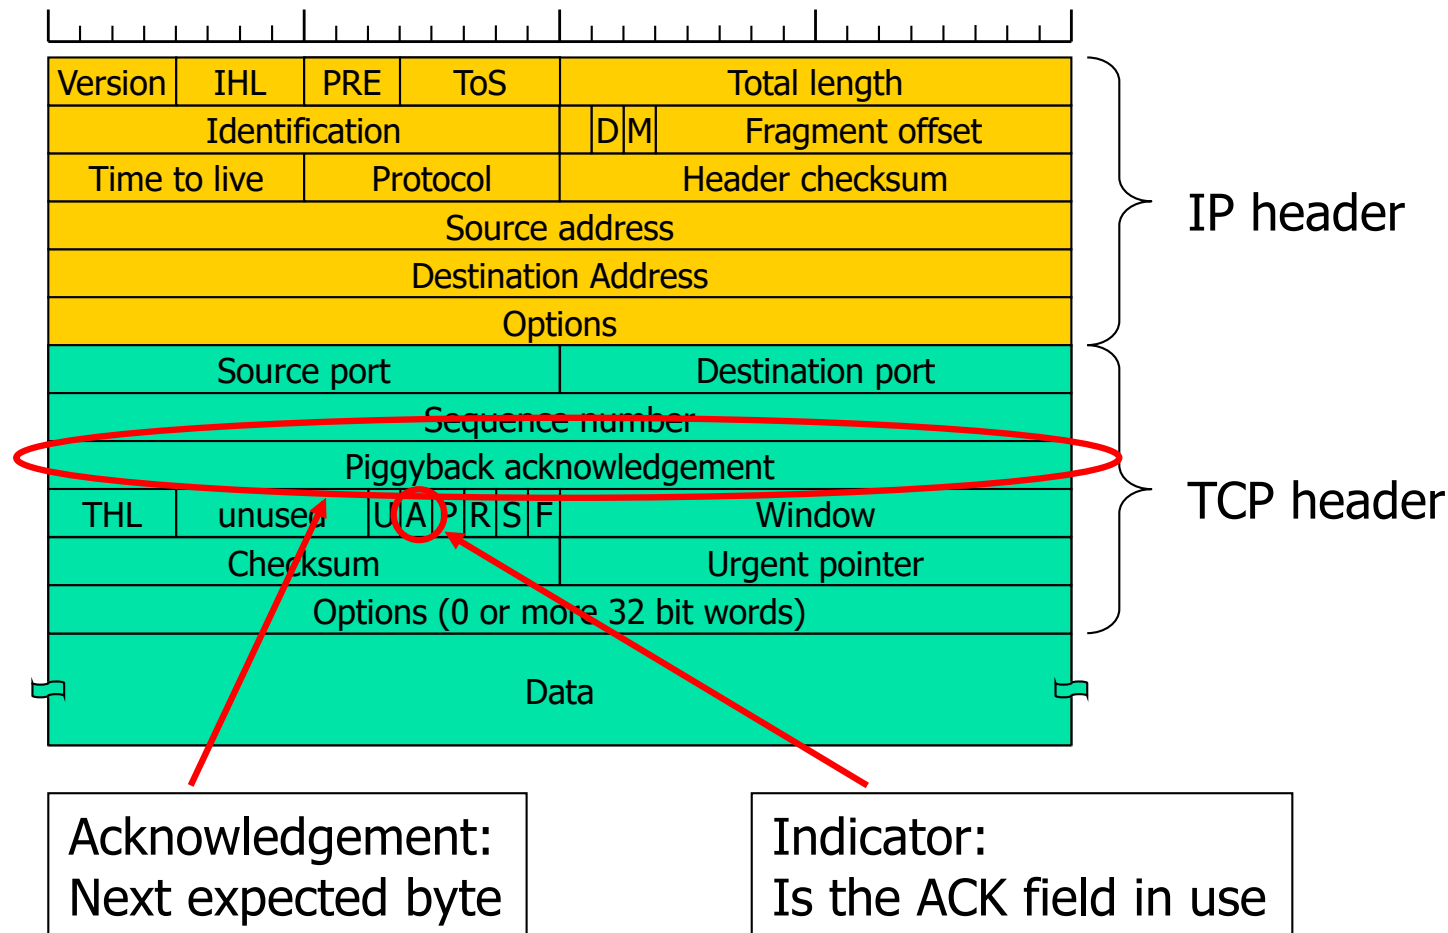 Version IHL PRE ToS Total length
Identification D M Fragment offset
Time to live Protocol Header checksum
Source address
Destination Address
Options
IP header
Source port Destination port
Sequence number
Piggyback acknowledgement
THL unused U A P R S F Window
Checksum Urgent pointer
Options (0 or more 32 bit words)
TCP header
Data
Acknowledgement:
Next expected byte
Indicator:
Is the ACK field in use